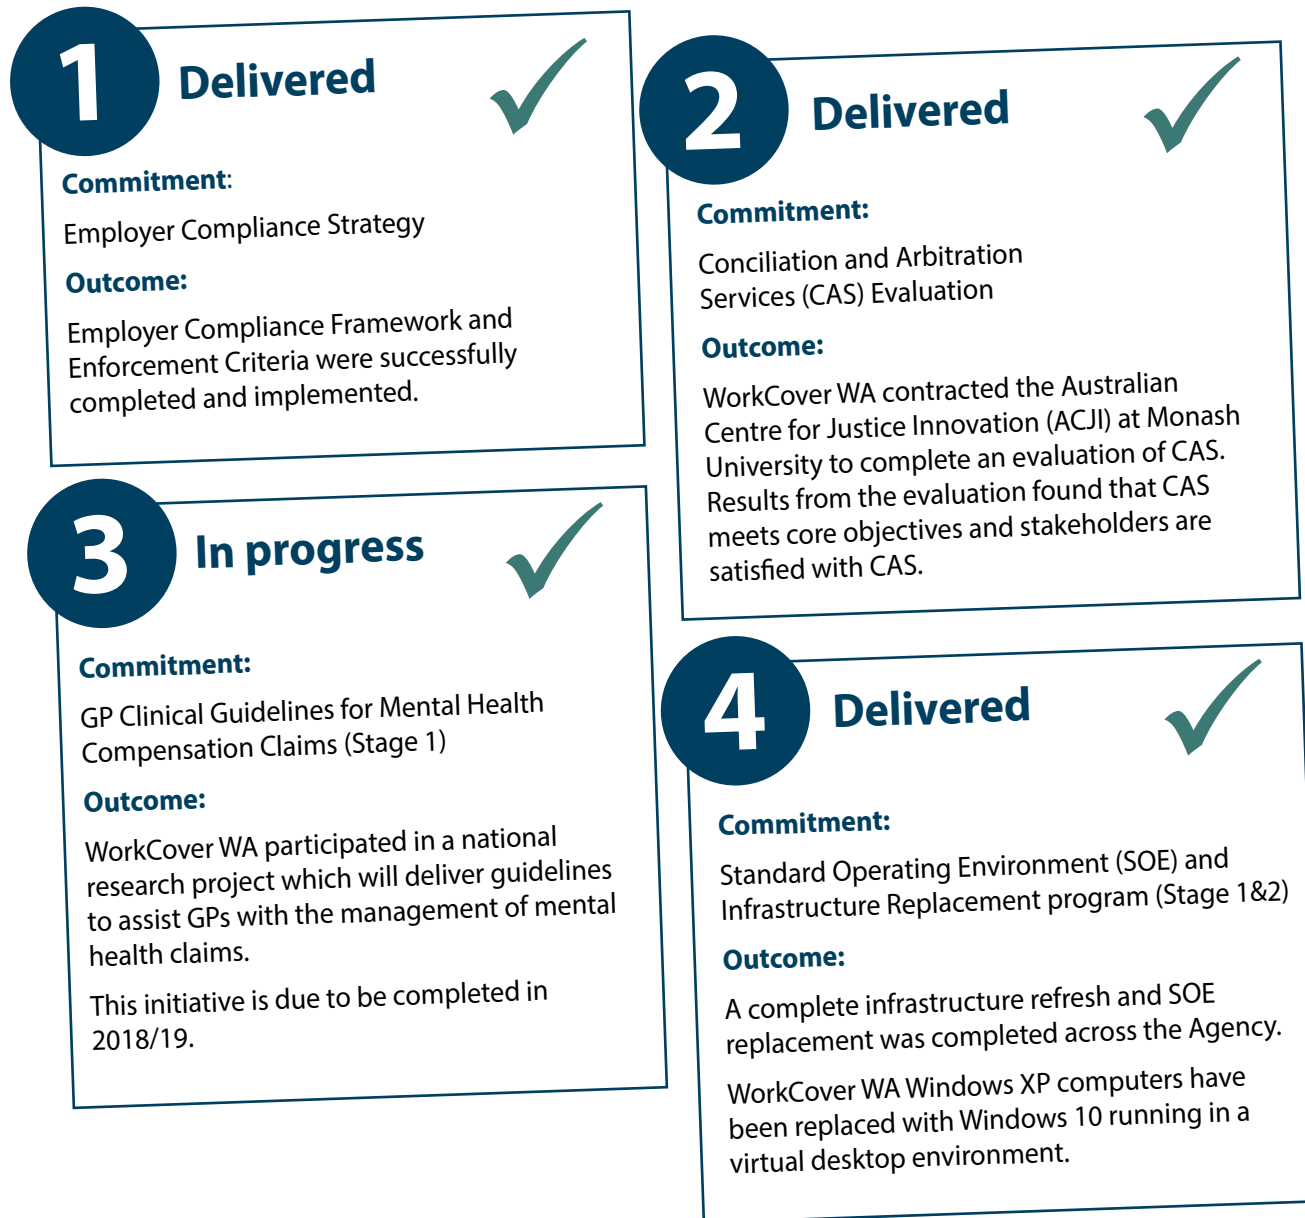 1
Delivered
Commitment:
Employer Compliance Strategy
Outcome:
Employer Compliance Framework and
Enforcement Criteria were successfully
completed and implemented.
2
Delivered
Commitment:
Conciliation and Arbitration
Services (CAS) Evaluation
Outcome:
WorkCover WA contracted the Australian
Centre for Justice Innovation (ACJI) at Monash
University to complete an evaluation of CAS.
Results from the evaluation found that CAS
meets core objectives and stakeholders are
satisfied with CAS.
3
In progress
Commitment:
GP Clinical Guidelines for Mental Health
Compensation Claims (Stage 1)
Outcome:
WorkCover WA participated in a national
research project which will deliver guidelines
to assist GPs with the management of mental
health claims.
This initiative is due to be completed in
2018/19.
4
Delivered
Commitment:
Standard Operating Environment (SOE) and
Infrastructure Replacement program (Stage 1&2)
Outcome:
A complete infrastructure refresh and SOE
replacement was completed across the Agency.
WorkCover WA Windows XP computers have
been replaced with Windows 10 running in a
virtual desktop environment.